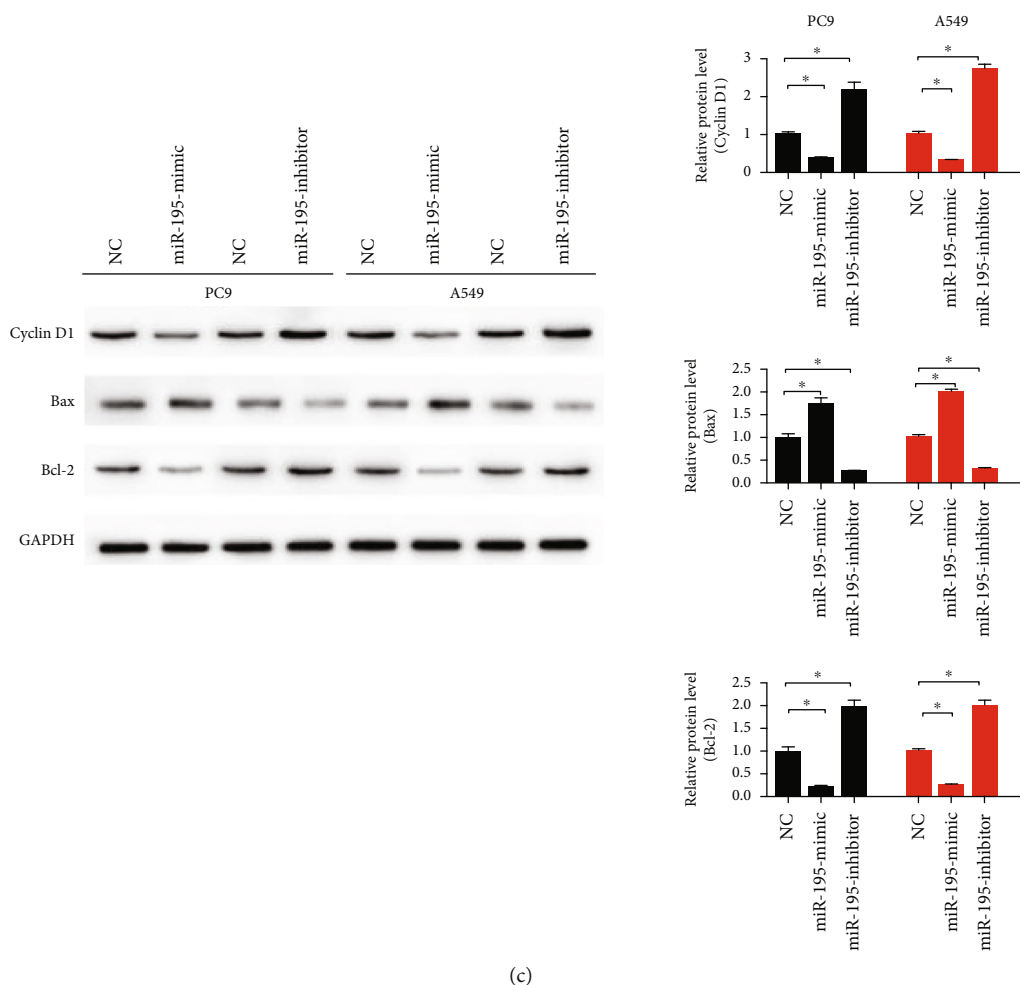 NC
miR-195-mimic
NC
miR-195-inhibitor
NC
miR-195-mimic
NC
miR-195-inhibitor
PC9
A549
Cyclin D1
Bax
Bcl-2
GAPDH
PC9
A549
Relative protein level
(Cyclin D1)
3
2
1
0
*
*
*
*
NC
miR-195-mimic
miR-195-inhibitor
NC
miR-195-mimic
miR-195-inhibitor
Relative protein level
(Bax)
2.5
2.0
1.5
1.0
0.5
0.0
*
*
*
*
NC
miR-195-mimic
miR-195-inhibitor
NC
miR-195-mimic
miR-195-inhibitor
Relative protein level
(Bcl-2)
2.5
2.0
1.5
1.0
0.5
0.0
*
*
*
*
NC
miR-195-mimic
miR-195-inhibitor
NC
miR-195-mimic
miR-195-inhibitor
(c)